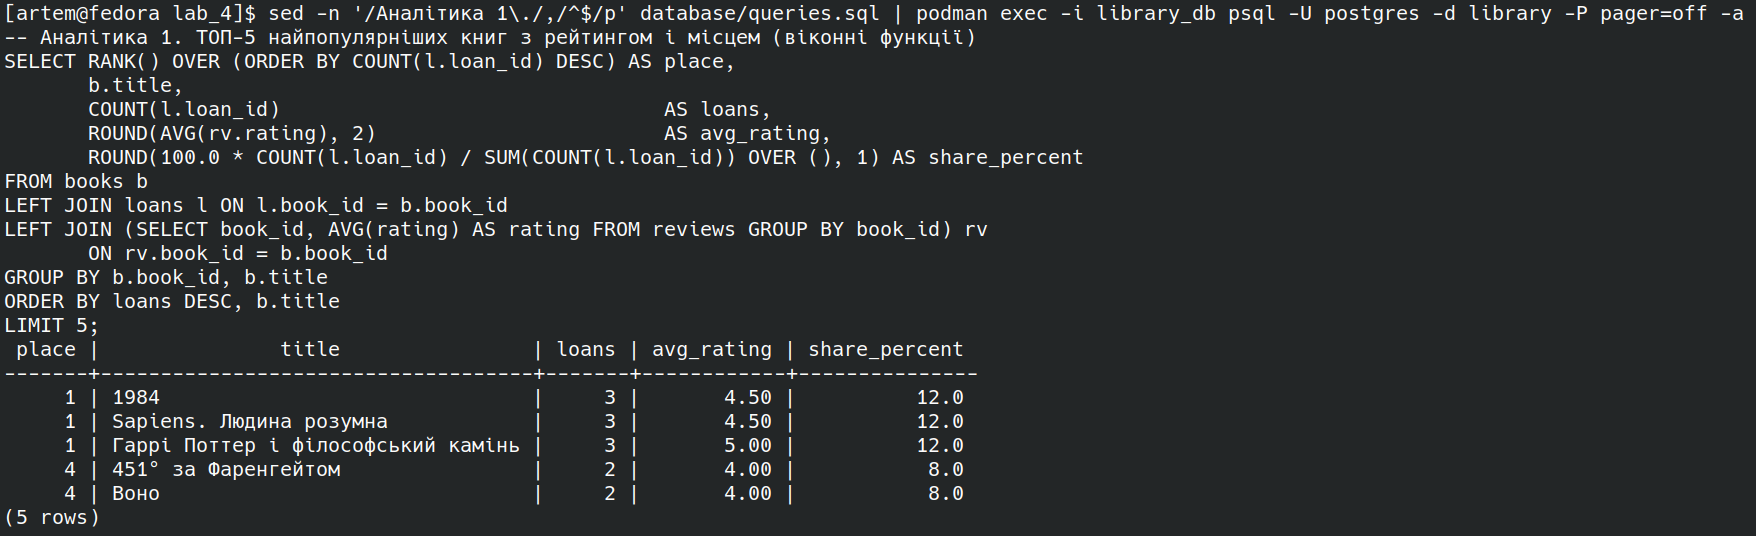 [artem@fedora lab_4]$ sed -n '/Аналітика 1\./,/^$/p' database/queries.sql | podman exec -i library_db psql -U postgres -d library -P pager=off -a
-- Аналітика 1. ТОП-5 найпопулярніших книг з рейтингом і місцем (віконні функції)
SELECT RANK() OVER (ORDER BY COUNT(l.loan_id) DESC) AS place,
       b.title,
       COUNT(l.loan_id)                                AS loans,
       ROUND(AVG(rv.rating), 2)                        AS avg_rating,
       ROUND(100.0 * COUNT(l.loan_id) / SUM(COUNT(l.loan_id)) OVER (), 1) AS share_percent
FROM books b
LEFT JOIN loans l ON l.book_id = b.book_id
LEFT JOIN (SELECT book_id, AVG(rating) AS rating FROM reviews GROUP BY book_id) rv
       ON rv.book_id = b.book_id
GROUP BY b.book_id, b.title
ORDER BY loans DESC, b.title
LIMIT 5;
 place |               title                | loans | avg_rating | share_percent
-------+------------------------------------+-------+------------+---------------
     1 | 1984                               |     3 |       4.50 |          12.0
     1 | Sapiens. Людина розумна            |     3 |       4.50 |          12.0
     1 | Гаррі Поттер і філософський камінь |     3 |       5.00 |          12.0
     4 | 451° за Фаренгейтом                |     2 |       4.00 |           8.0
     4 | Воно                               |     2 |       4.00 |           8.0
(5 rows)